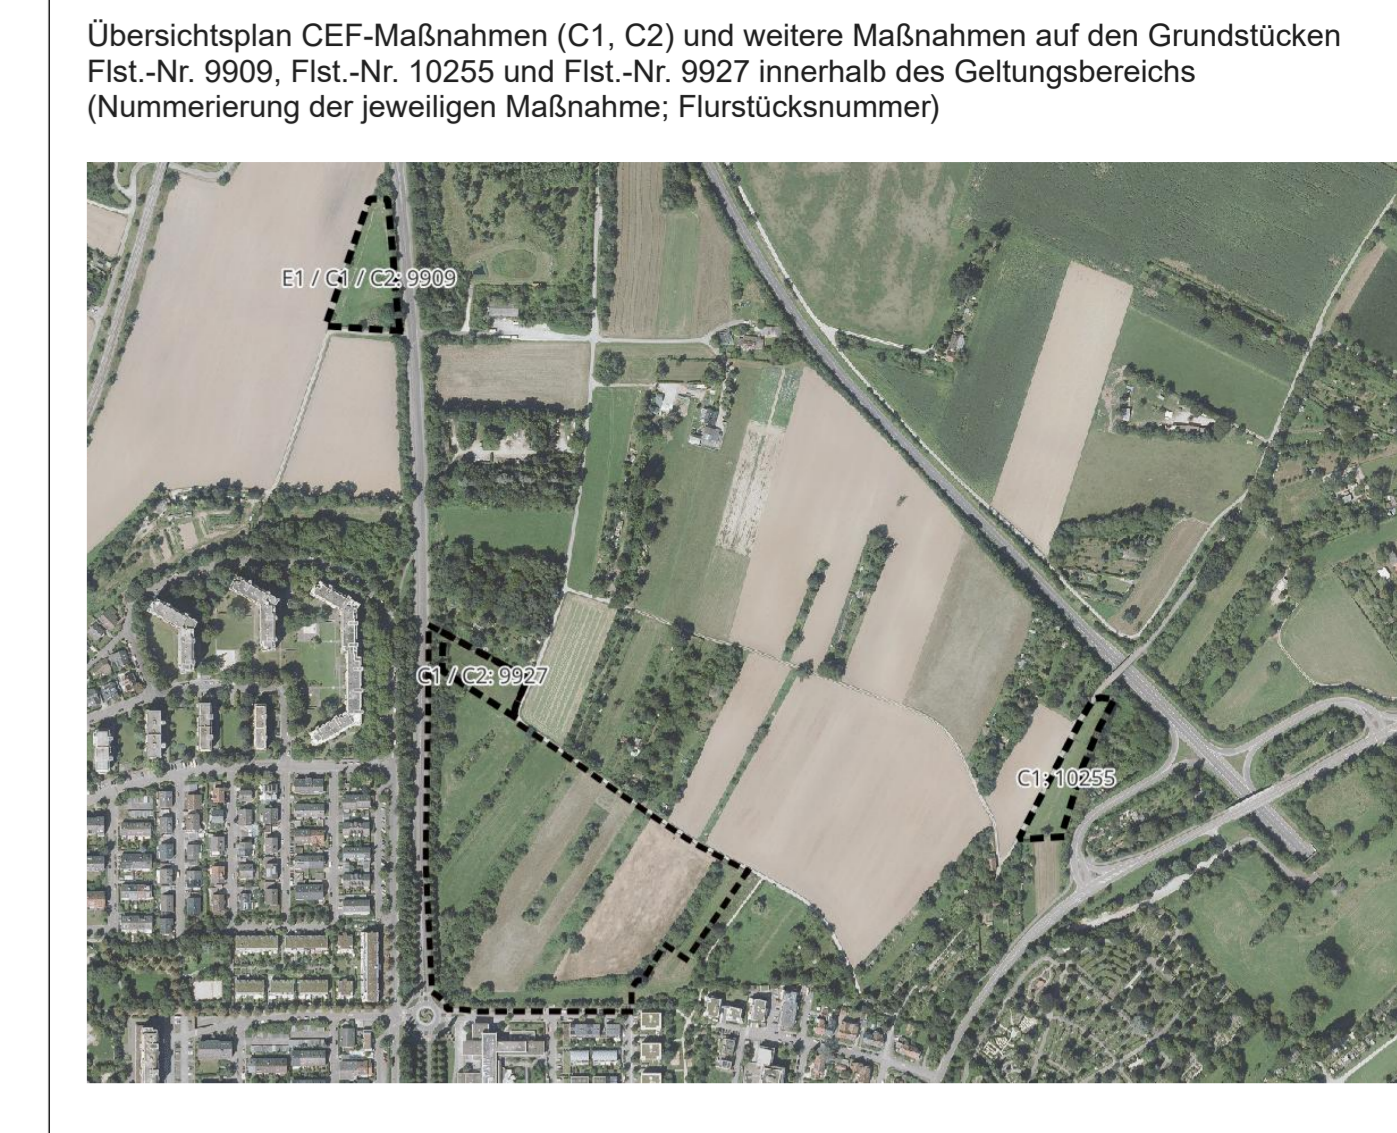 Übersichtsplan CEF-Maßnahmen (C1, C2) und weitere Maßnahmen auf den Grundstücken
Flst.-Nr. 9909, Flst.-Nr. 10255 und Flst.-Nr. 9927 innerhalb des Geltungsbereichs
(Nummerierung der jeweiligen Maßnahme; Flurstücksnummer)
E1 / C1 / C2: 9909
C1 / C2: 9927
C1: 10255